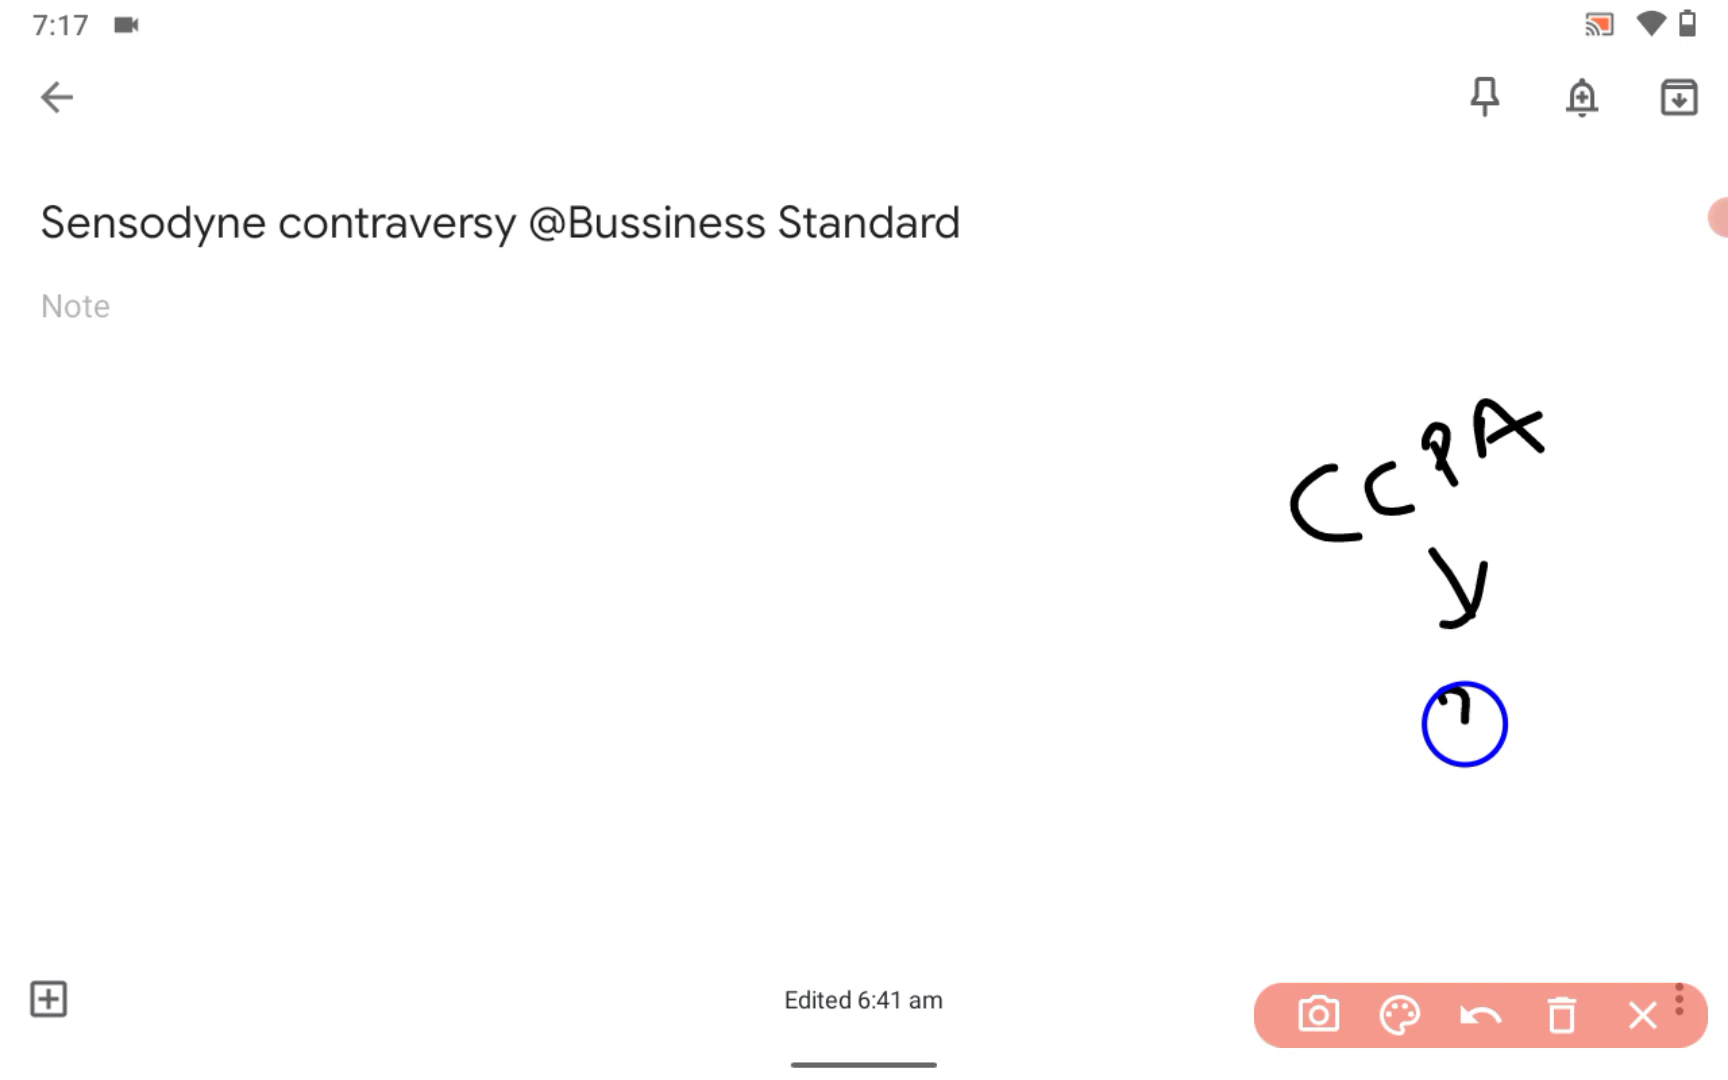 7:17
Sensodyne contraversy @Bussiness Standard
Note
CCPA
Edited 6:41 am